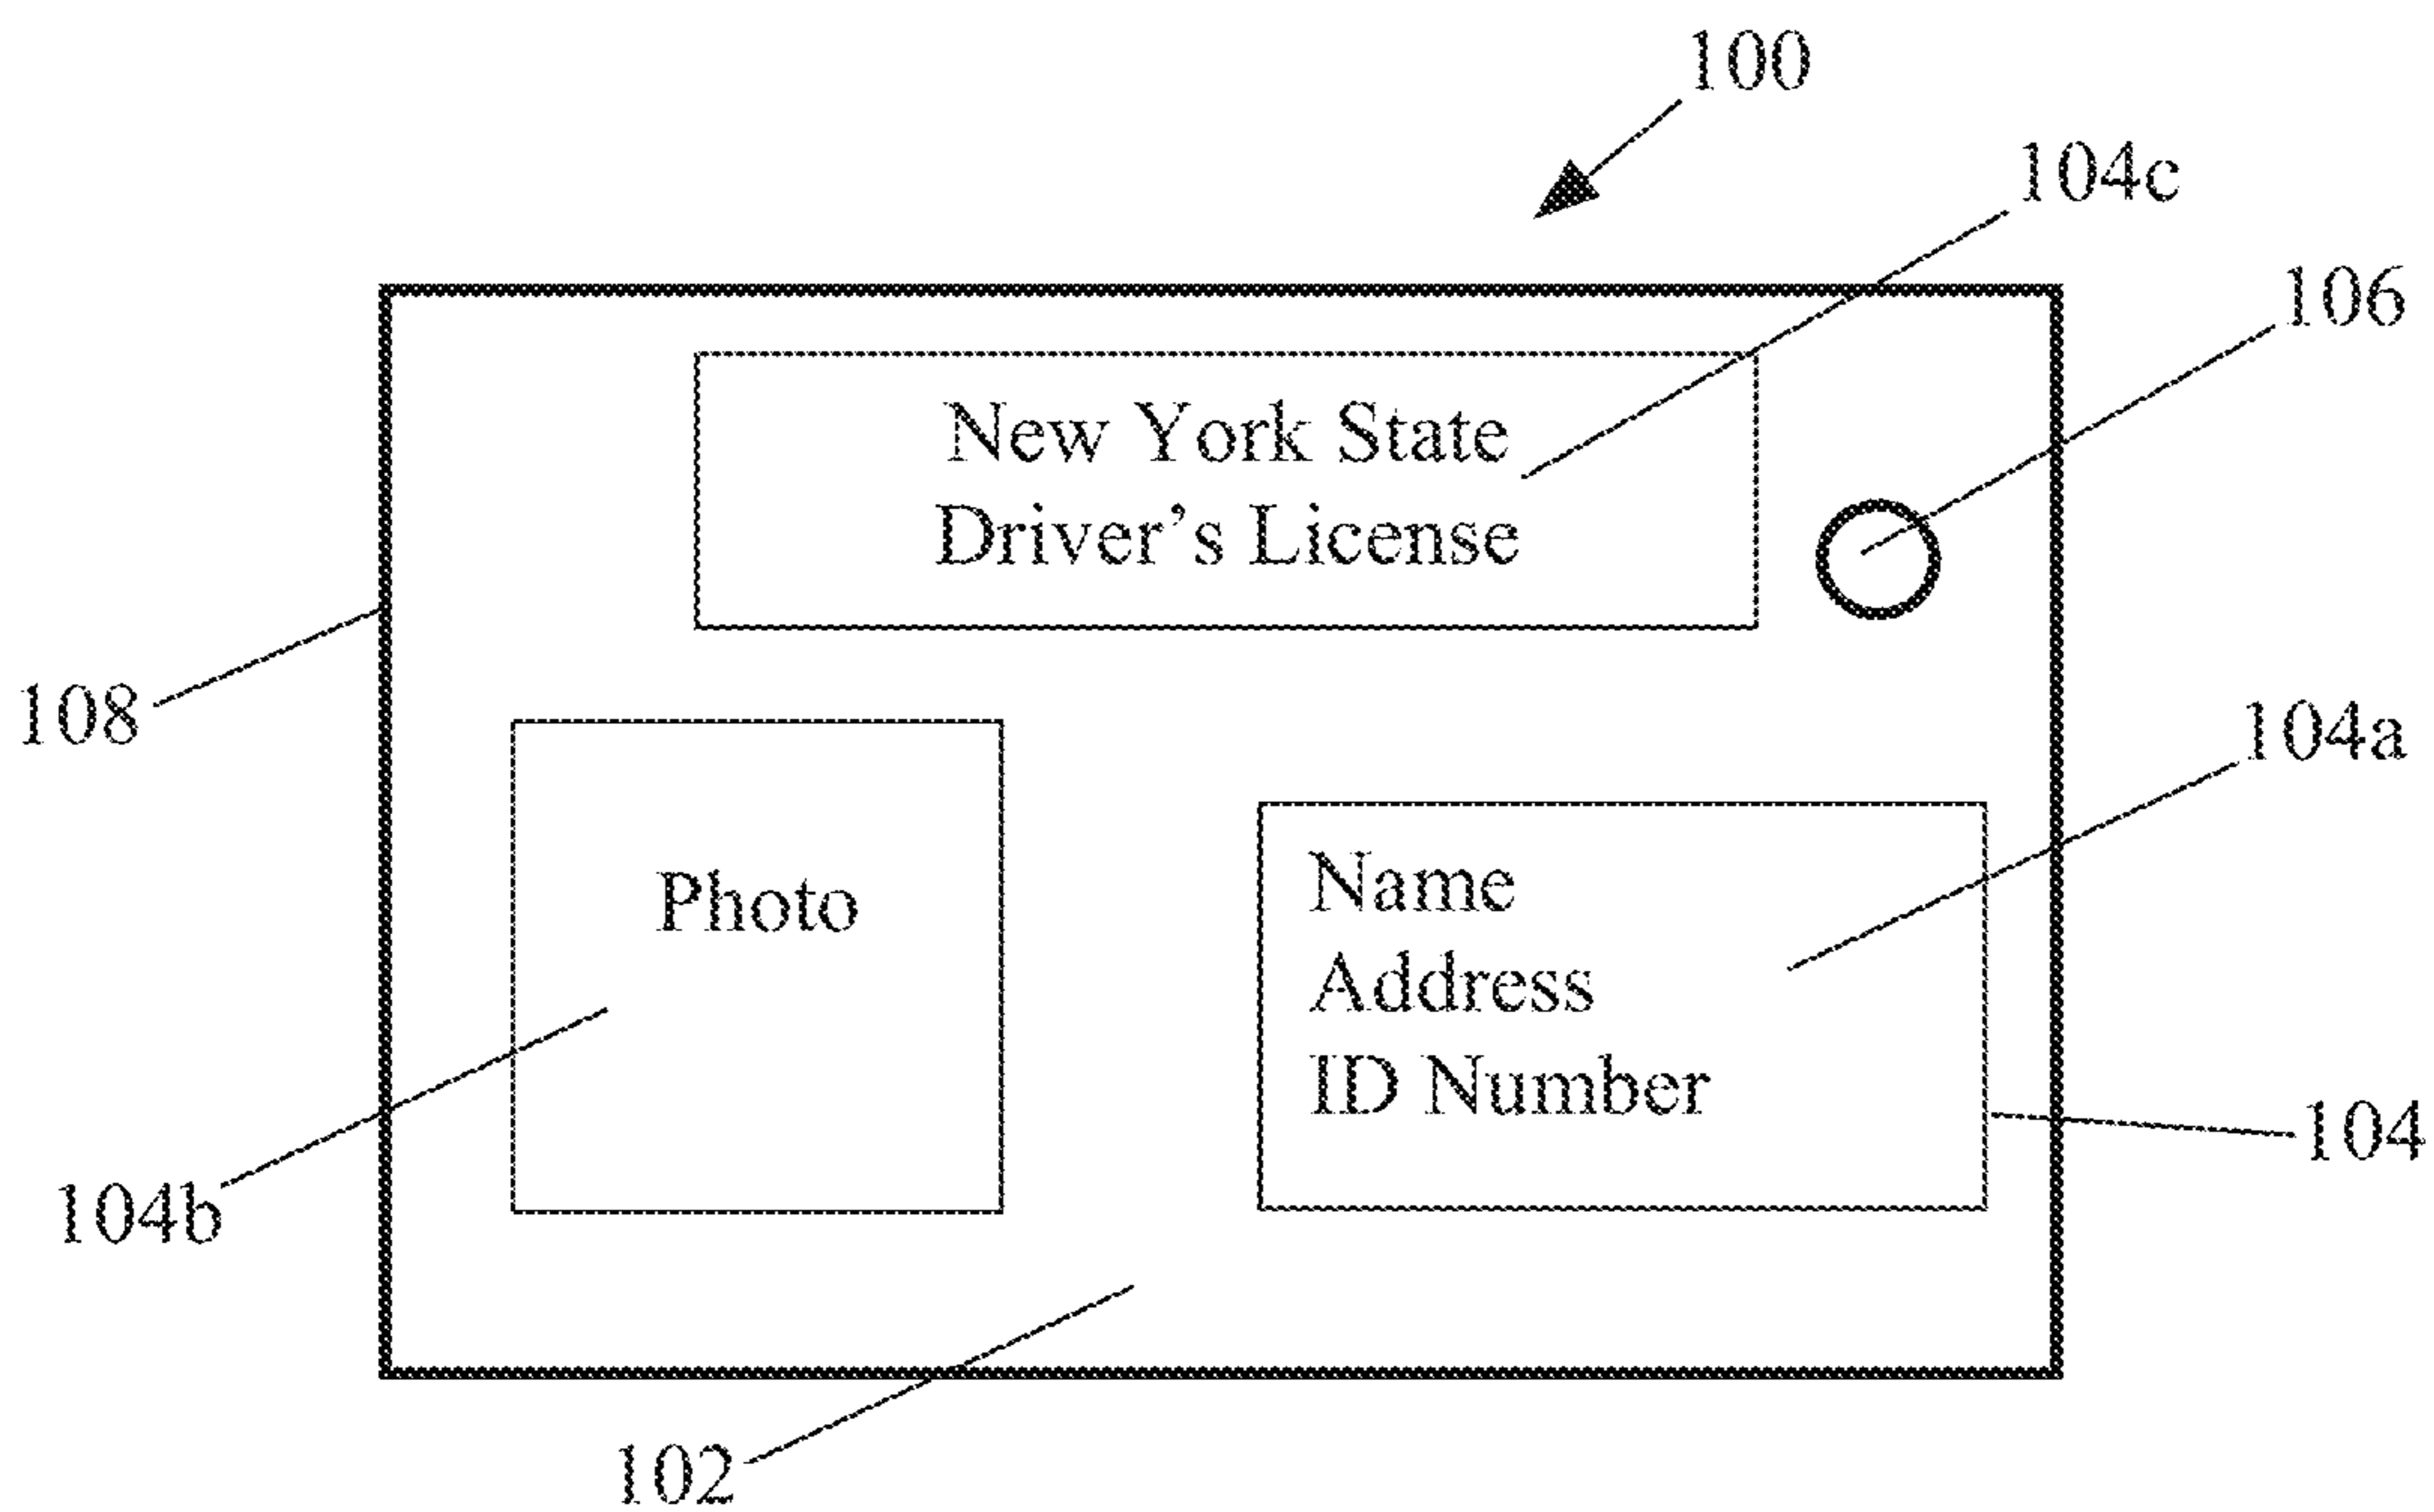 100
104c
106
New York State
Driver’s License
108
104a
Photo
Name
Address
ID Number
104
104b
102